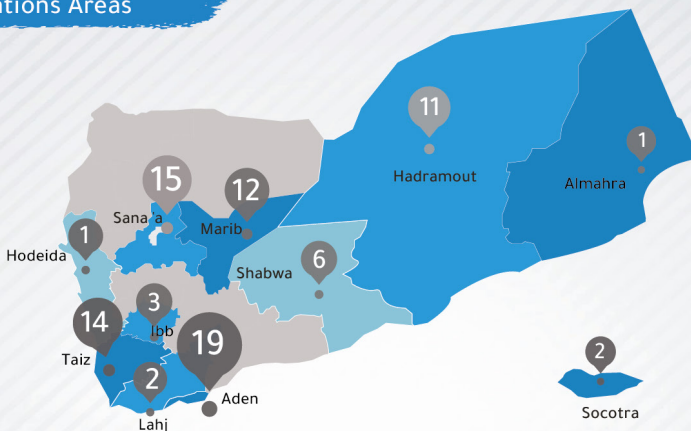 ations Areas
11
Hadramout
1
Almahra
15
Sana,a
12
Marib
1
Hodeida
6
Shabwa
3
Ibb
14
Taiz
19
Aden
2
Lahj
2
Socotra